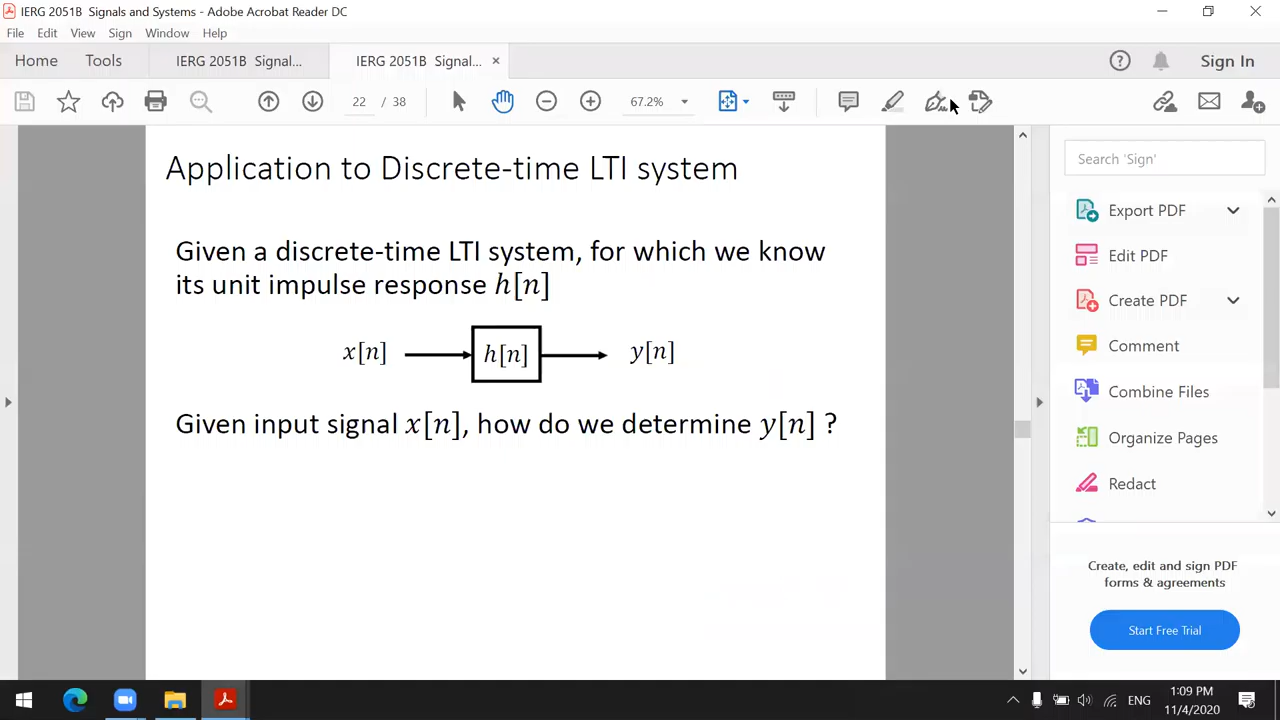 IERG 2051B  Signals and Systems - Adobe Acrobat Reader DC
File Edit View Sign Window Help
Home Tools IERG 2051B  Signal... IERG 2051B  Signal... × Sign In
22 / 38 67.2%
Application to Discrete-time LTI system
Given a discrete-time LTI system, for which we know
its unit impulse response h[n]
x[n] h[n] y[n]
Given input signal x[n], how do we determine y[n] ?
Search 'Sign'
Export PDF
Edit PDF
Create PDF
Comment
Combine Files
Organize Pages
Redact
Create, edit and sign PDF
forms & agreements
Start Free Trial
ENG
1:09 PM
11/4/2020